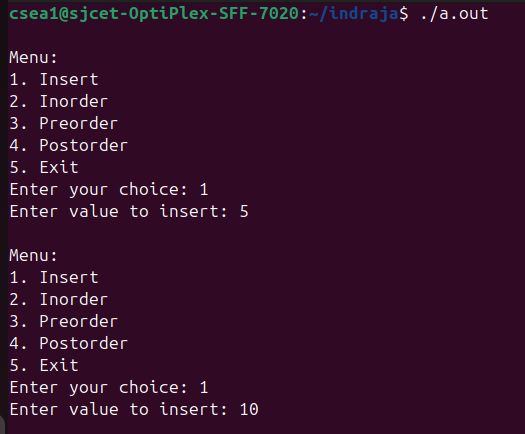 csea1@sjcet-OptiPlex-SFF-7020:~/indraja$ ./a.out
Menu:
1. Insert
2. Inorder
3. Preorder
4. Postorder
5. Exit
Enter your choice: 1
Enter value to insert: 5
Menu:
1. Insert
2. Inorder
3. Preorder
4. Postorder
5. Exit
Enter your choice: 1
Enter value to insert: 10